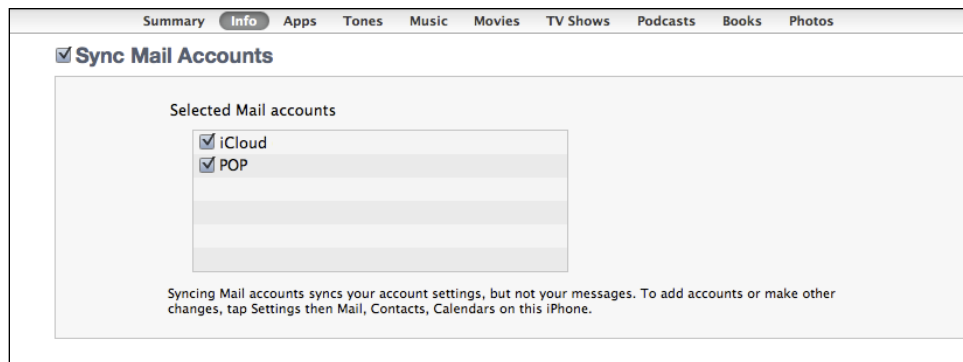 Summary Info Apps Tones Music Movies TV Shows Podcasts Books Photos
Sync Mail Accounts
Selected Mail accounts
iCloud
POP
Syncing Mail accounts syncs your account settings, but not your messages. To add accounts or make other
changes, tap Settings then Mail, Contacts, Calendars on this iPhone.